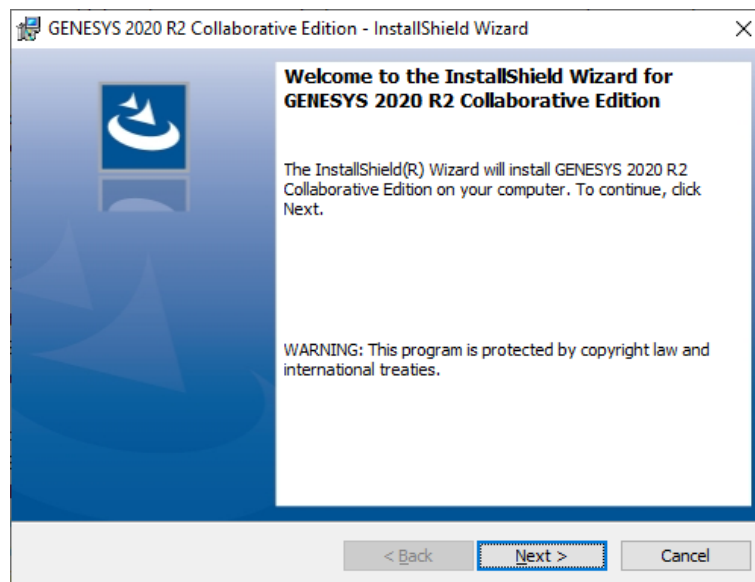 GENESYS 2020 R2 Collaborative Edition - InstallShield Wizard
Welcome to the InstallShield Wizard for
GENESYS 2020 R2 Collaborative Edition
The InstallShield(R) Wizard will install GENESYS 2020 R2
Collaborative Edition on your computer. To continue, click
Next.
WARNING: This program is protected by copyright law and
international treaties.
< Back
Next >
Cancel